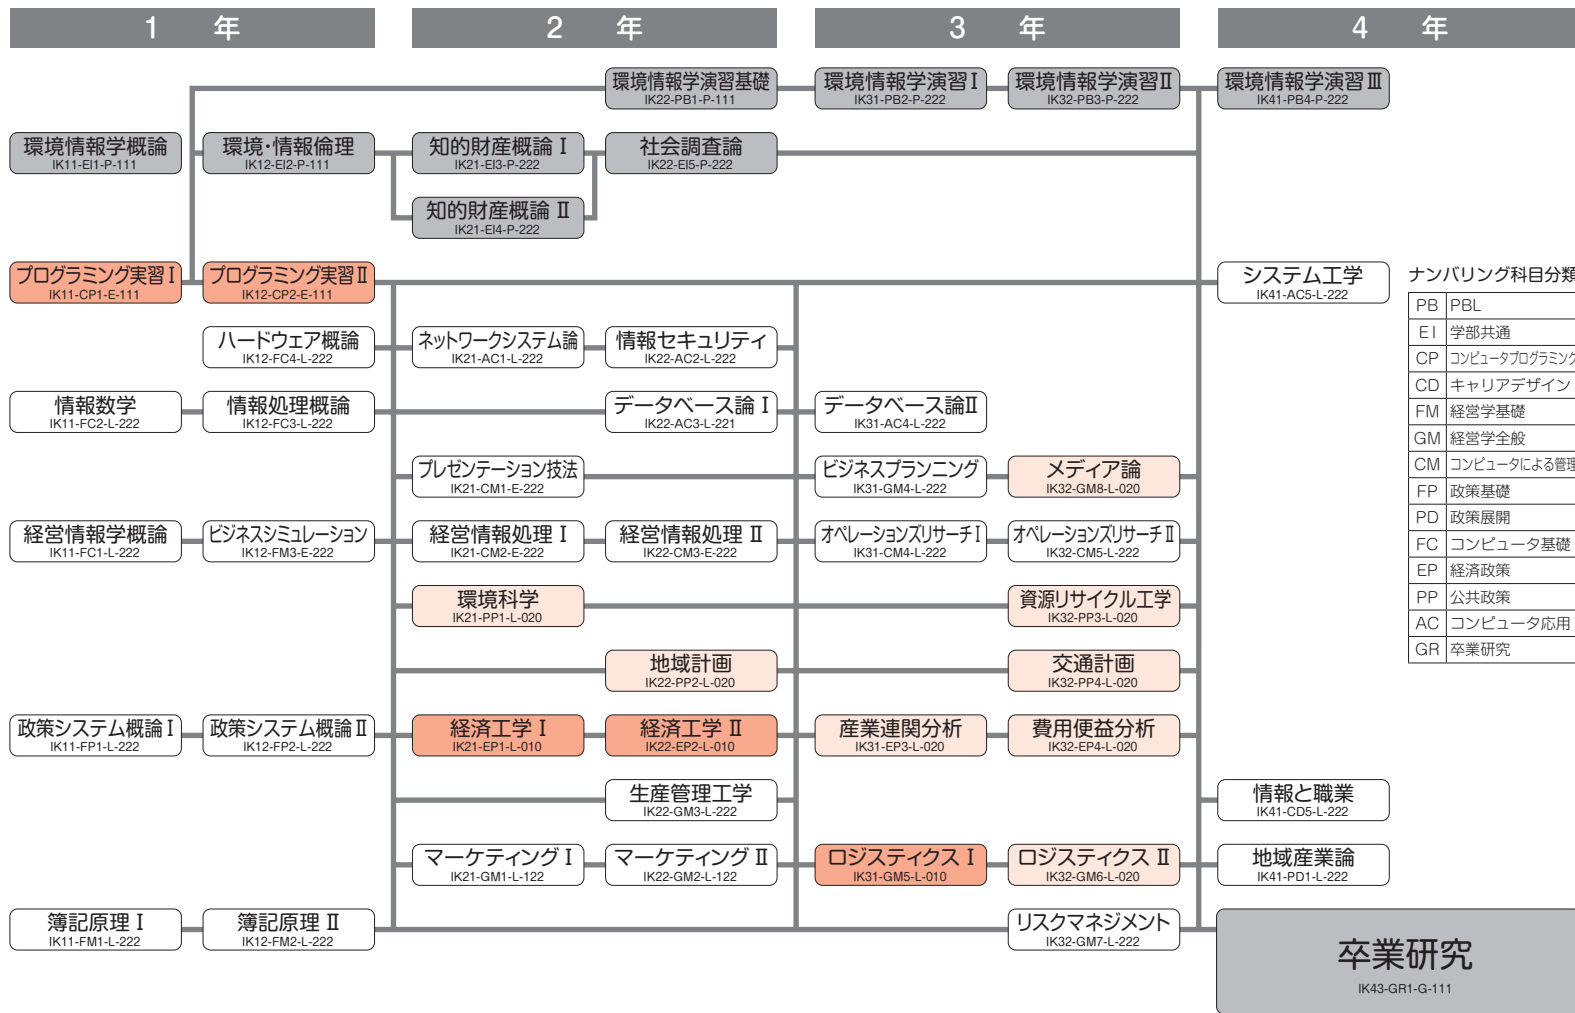 1 年
2 年
3 年
4 年
環境情報学演習基礎
IK22-PB1-P-111
環境情報学演習Ⅰ
IK31-PB2-P-222
環境情報学演習Ⅱ
IK32-PB3-P-222
環境情報学演習Ⅲ
IK41-PB4-P-222
環境情報学概論
IK11-EI1-P-111
環境・情報倫理
IK12-EI2-P-111
知的財産概論 Ⅰ
IK21-EI3-P-222
社会調査論
IK22-EI5-P-222
知的財産概論 Ⅱ
IK21-EI4-P-222
プログラミング実習Ⅰ
IK11-CP1-E-111
プログラミング実習Ⅱ
IK12-CP2-E-111
システム工学
IK41-AC5-L-222
ハードウェア概論
IK12-FC4-L-222
ネットワークシステム論
IK21-AC1-L-222
情報セキュリティ
IK22-AC2-L-222
情報数学
IK11-FC2-L-222
情報処理概論
IK12-FC3-L-222
データベース論 Ⅰ
IK22-AC3-L-221
データベース論Ⅱ
IK31-AC4-L-222
プレゼンテーション技法
IK21-CM1-E-222
ビジネスプランニング
IK31-GM4-L-222
メディア論
IK32-GM8-L-020
経営情報学概論
IK11-FC1-L-222
ビジネスシミュレーション
IK12-FM3-E-222
経営情報処理 Ⅰ
IK21-CM2-E-222
経営情報処理 Ⅱ
IK22-CM3-E-222
オペレーションズリサーチⅠ
IK31-CM4-L-222
オペレーションズリサーチⅡ
IK32-CM5-L-222
環境科学
IK21-PP1-L-020
資源リサイクル工学
IK32-PP3-L-020
地域計画
IK22-PP2-L-020
交通計画
IK32-PP4-L-020
政策システム概論Ⅰ
IK11-FP1-L-222
政策システム概論Ⅱ
IK12-FP2-L-222
経済工学 Ⅰ
IK21-EP1-L-010
経済工学 Ⅱ
IK22-EP2-L-010
産業連関分析
IK31-EP3-L-020
費用便益分析
IK32-EP4-L-020
生産管理工学
IK22-GM3-L-222
情報と職業
IK41-CD5-L-222
マーケティング Ⅰ
IK21-GM1-L-122
マーケティング Ⅱ
IK22-GM2-L-122
ロジスティクス Ⅰ
IK31-GM5-L-010
ロジスティクス Ⅱ
IK32-GM6-L-020
地域産業論
IK41-PD1-L-222
簿記原理 Ⅰ
IK11-FM1-L-222
簿記原理 Ⅱ
IK12-FM2-L-222
リスクマネジメント
IK32-GM7-L-222
卒業研究
IK43-GR1-G-111
ナンバリング科目分類
PB PBL
EI 学部共通
CP コンピュータプログラミング
CD キャリアデザイン
FM 経営学基礎
GM 経営学全般
CM コンピュータによる管理
FP 政策基礎
PD 政策展開
FC コンピュータ基礎
EP 経済政策
PP 公共政策
AC コンピュータ応用
GR 卒業研究